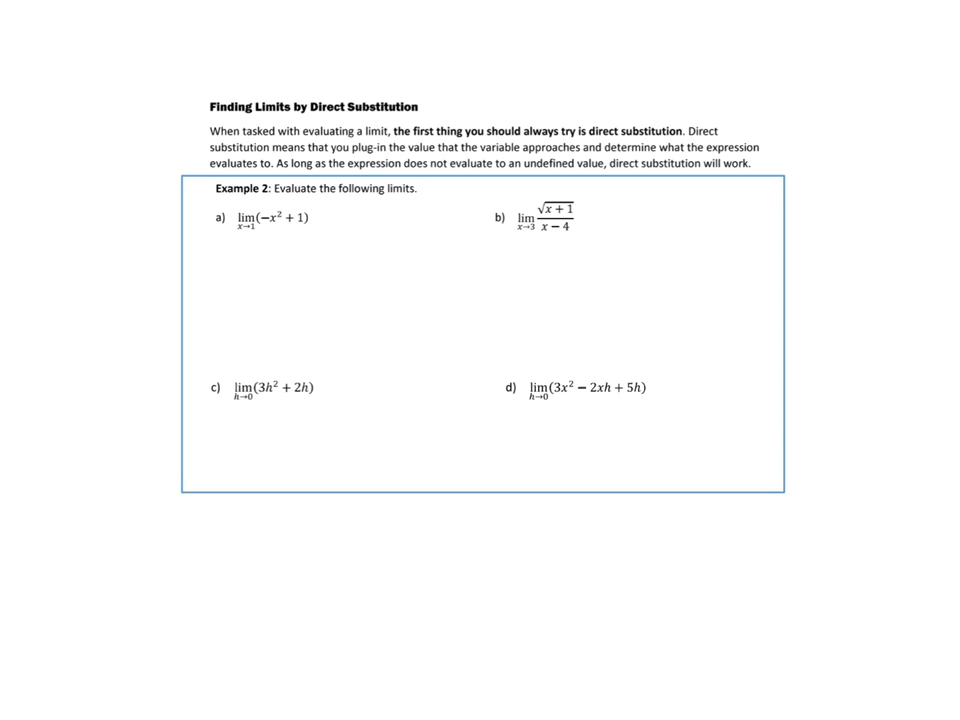 Finding Limits by Direct Substitution
When tasked with evaluating a limit, the first thing you should always try is direct substitution. Direct
substitution means that you plug-in the value that the variable approaches and determine what the expression
evaluates to. As long as the expression does not evaluate to an undefined value, direct substitution will work.
Example 2: Evaluate the following limits.
a) lim_{x→1} (−x² + 1)
b) lim_{x→3} √(x + 1) / (x − 4)
c) lim_{h→0} (3h² + 2h)
d) lim_{h→0} (3x² − 2xh + 5h)